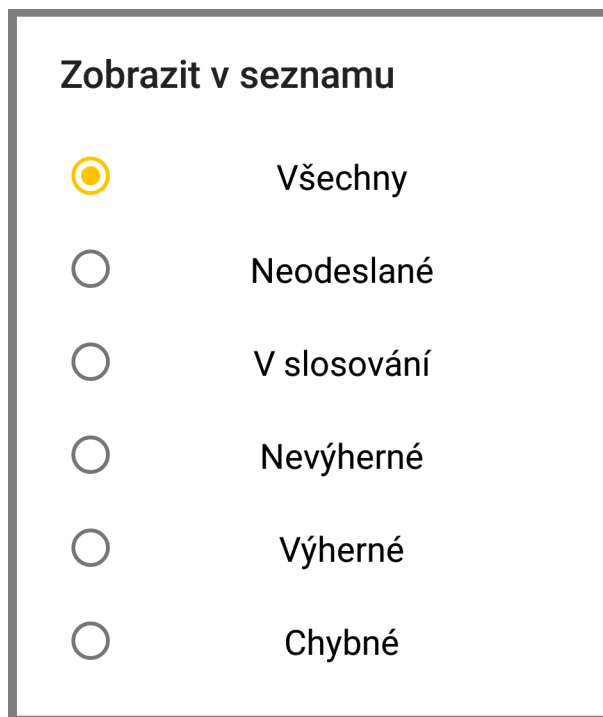 Zobrazit v seznamu
Všechny
Neodeslané
V slosování
Nevýherné
Výherné
Chybné